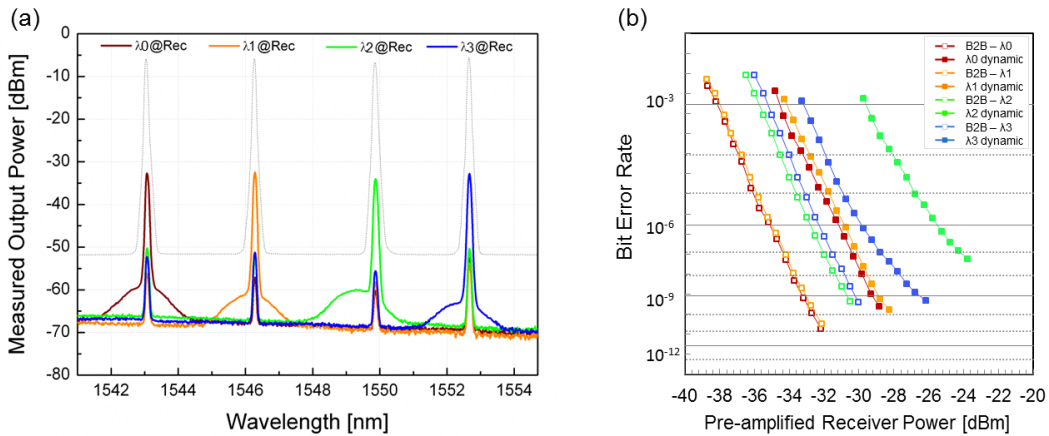 (a)
Measured Output Power [dBm]
0
-10
-20
-30
-40
-50
-60
-70
-80
λ0@Rec λ1@Rec λ2@Rec λ3@Rec
1542 1544 1546 1548 1550 1552 1554
Wavelength [nm]
(b)
Bit Error Rate
10-3
10-6
10-9
10-12
B2B – λ0
λ0 dynamic
B2B – λ1
λ1 dynamic
B2B – λ2
λ2 dynamic
B2B – λ3
λ3 dynamic
-40 -38 -36 -34 -32 -30 -28 -26 -24 -22 -20
Pre-amplified Receiver Power [dBm]